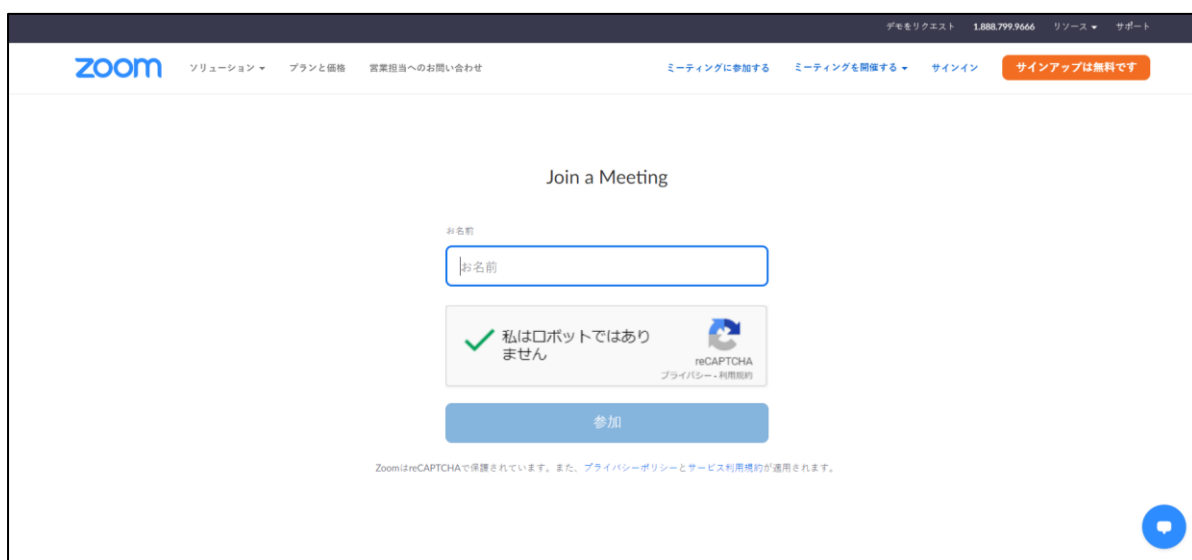 デモをリクエスト 1.888.799.9666 リソース サポート
zoom ソリューション プランと価格 営業担当へのお問い合わせ ミーティングに参加する ミーティングを開催する サインイン サインアップは無料です
Join a Meeting
お名前
お名前
私はロボットではあり
ません
reCAPTCHA
プライバシー - 利用規約
参加
ZoomはreCAPTCHAで保護されています。また、プライバシーポリシーとサービス利用規約が適用されます。